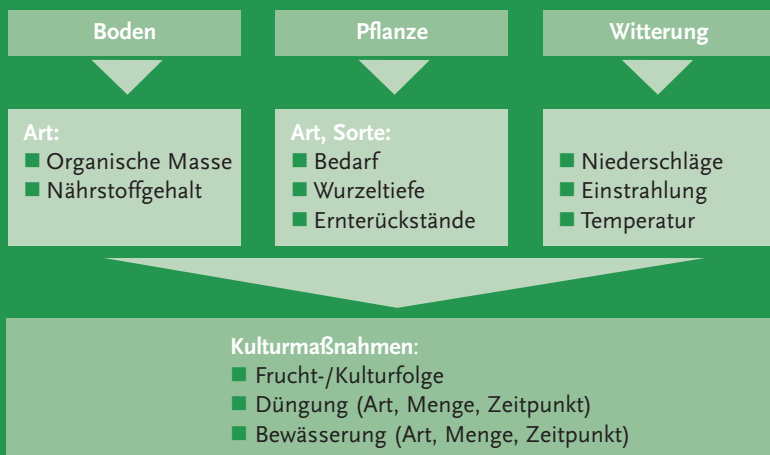 Boden
Pflanze
Witterung
Art:
Organische Masse
Nährstoffgehalt
Art, Sorte:
Bedarf
Wurzeltiefe
Ernterückstände
Niederschläge
Einstrahlung
Temperatur
Kulturmaßnahmen:
Frucht-/Kulturfolge
Düngung (Art, Menge, Zeitpunkt)
Bewässerung (Art, Menge, Zeitpunkt)